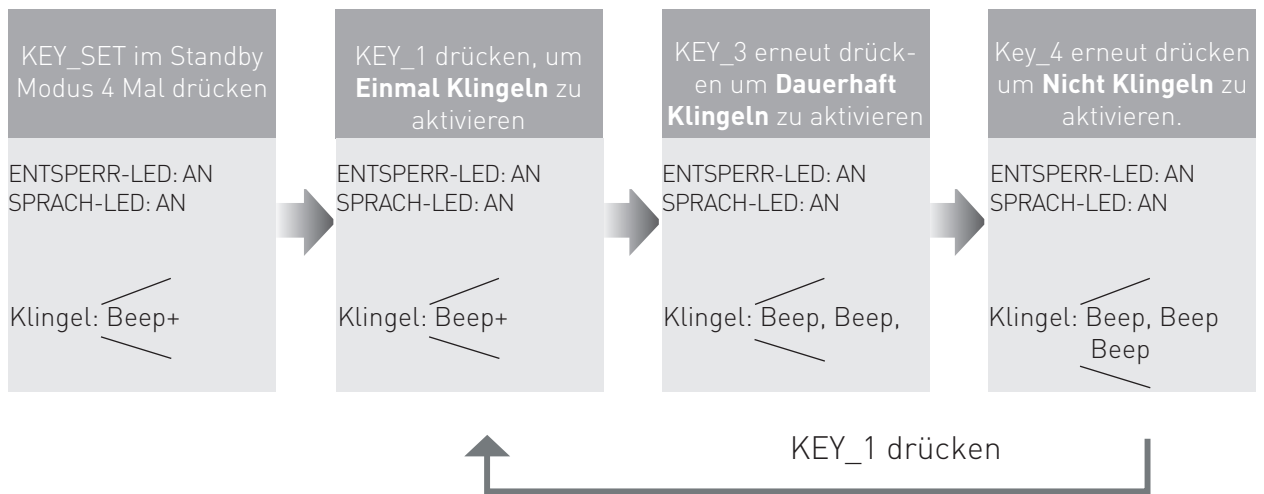 KEY_SET im Standby
Modus 4 Mal drücken
ENTSPERR-LED: AN
SPRACH-LED: AN
Klingel: Beep+
KEY_1 drücken, um
Einmal Klingeln zu
aktivieren
ENTSPERR-LED: AN
SPRACH-LED: AN
Klingel: Beep+
KEY_3 erneut drück-
en um Dauerhaft
Klingeln zu aktivieren
ENTSPERR-LED: AN
SPRACH-LED: AN
Klingel: Beep, Beep,
Key_4 erneut drücken
um Nicht Klingeln zu
aktivieren.
ENTSPERR-LED: AN
SPRACH-LED: AN
Klingel: Beep, Beep
Beep
KEY_1 drücken